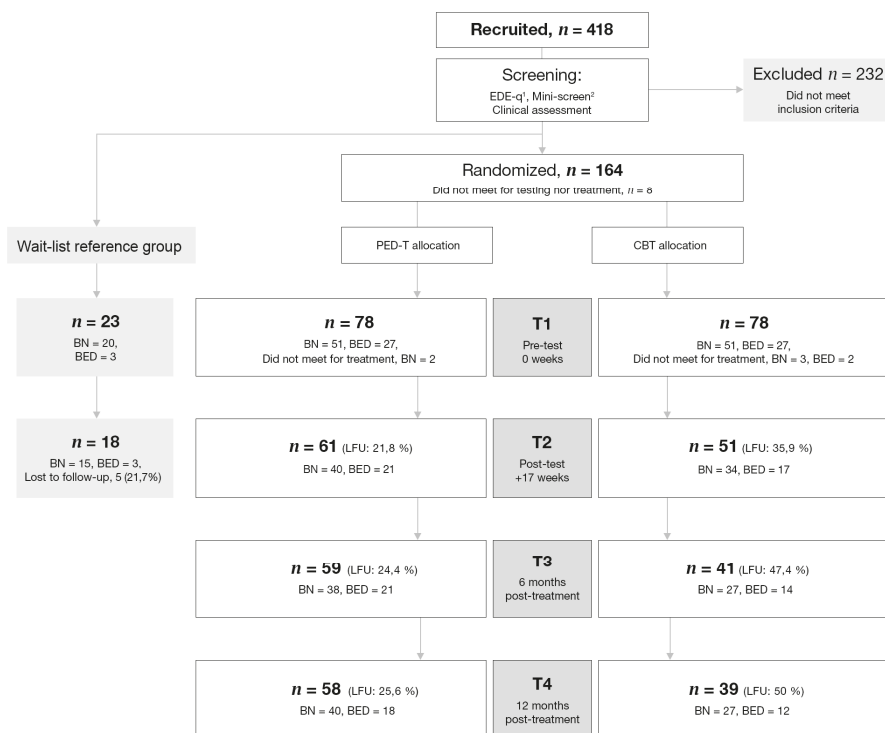 Recruited, n = 418
Screening:
EDE-q¹, Mini-screen²
Clinical assessment
Excluded n = 232
Did not meet
inclusion criteria
Randomized, n = 164
Did not meet for testing nor treatment, n = 8
Wait-list reference group
PED-T allocation
CBT allocation
n = 23
BN = 20,
BED = 3
n = 78
BN = 51, BED = 27,
Did not meet for treatment, BN = 2
T1
Pre-test
0 weeks
n = 78
BN = 51, BED = 27,
Did not meet for treatment, BN = 3, BED = 2
n = 18
BN = 15, BED = 3,
Lost to follow-up, 5 (21,7%)
n = 61 (LFU: 21,8 %)
BN = 40, BED = 21
T2
Post-test
+17 weeks
n = 51 (LFU: 35,9 %)
BN = 34, BED = 17
n = 59 (LFU: 24,4 %)
BN = 38, BED = 21
T3
6 months
post-treatment
n = 41 (LFU: 47,4 %)
BN = 27, BED = 14
n = 58 (LFU: 25,6 %)
BN = 40, BED = 18
T4
12 months
post-treatment
n = 39 (LFU: 50 %)
BN = 27, BED = 12